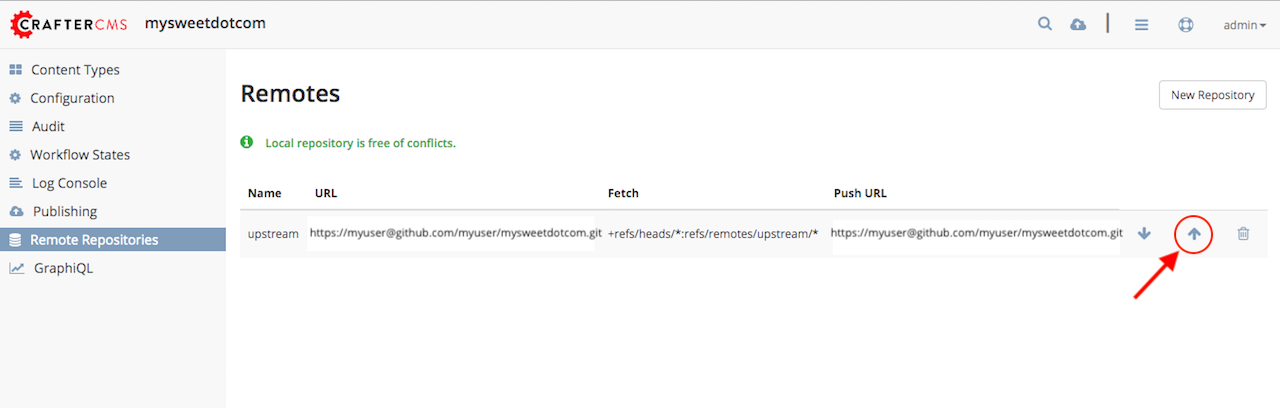 CRAFTERCMS mysweetdotcom admin
Content Types
Configuration
Audit
Workflow States
Log Console
Publishing
Remote Repositories
GraphiQL
Remotes
New Repository
Local repository is free of conflicts.
Name URL Fetch Push URL
upstream https://myuser@github.com/myuser/mysweetdotcom.git +refs/heads/*:refs/remotes/upstream/* https://myuser@github.com/myuser/mysweetdotcom.git